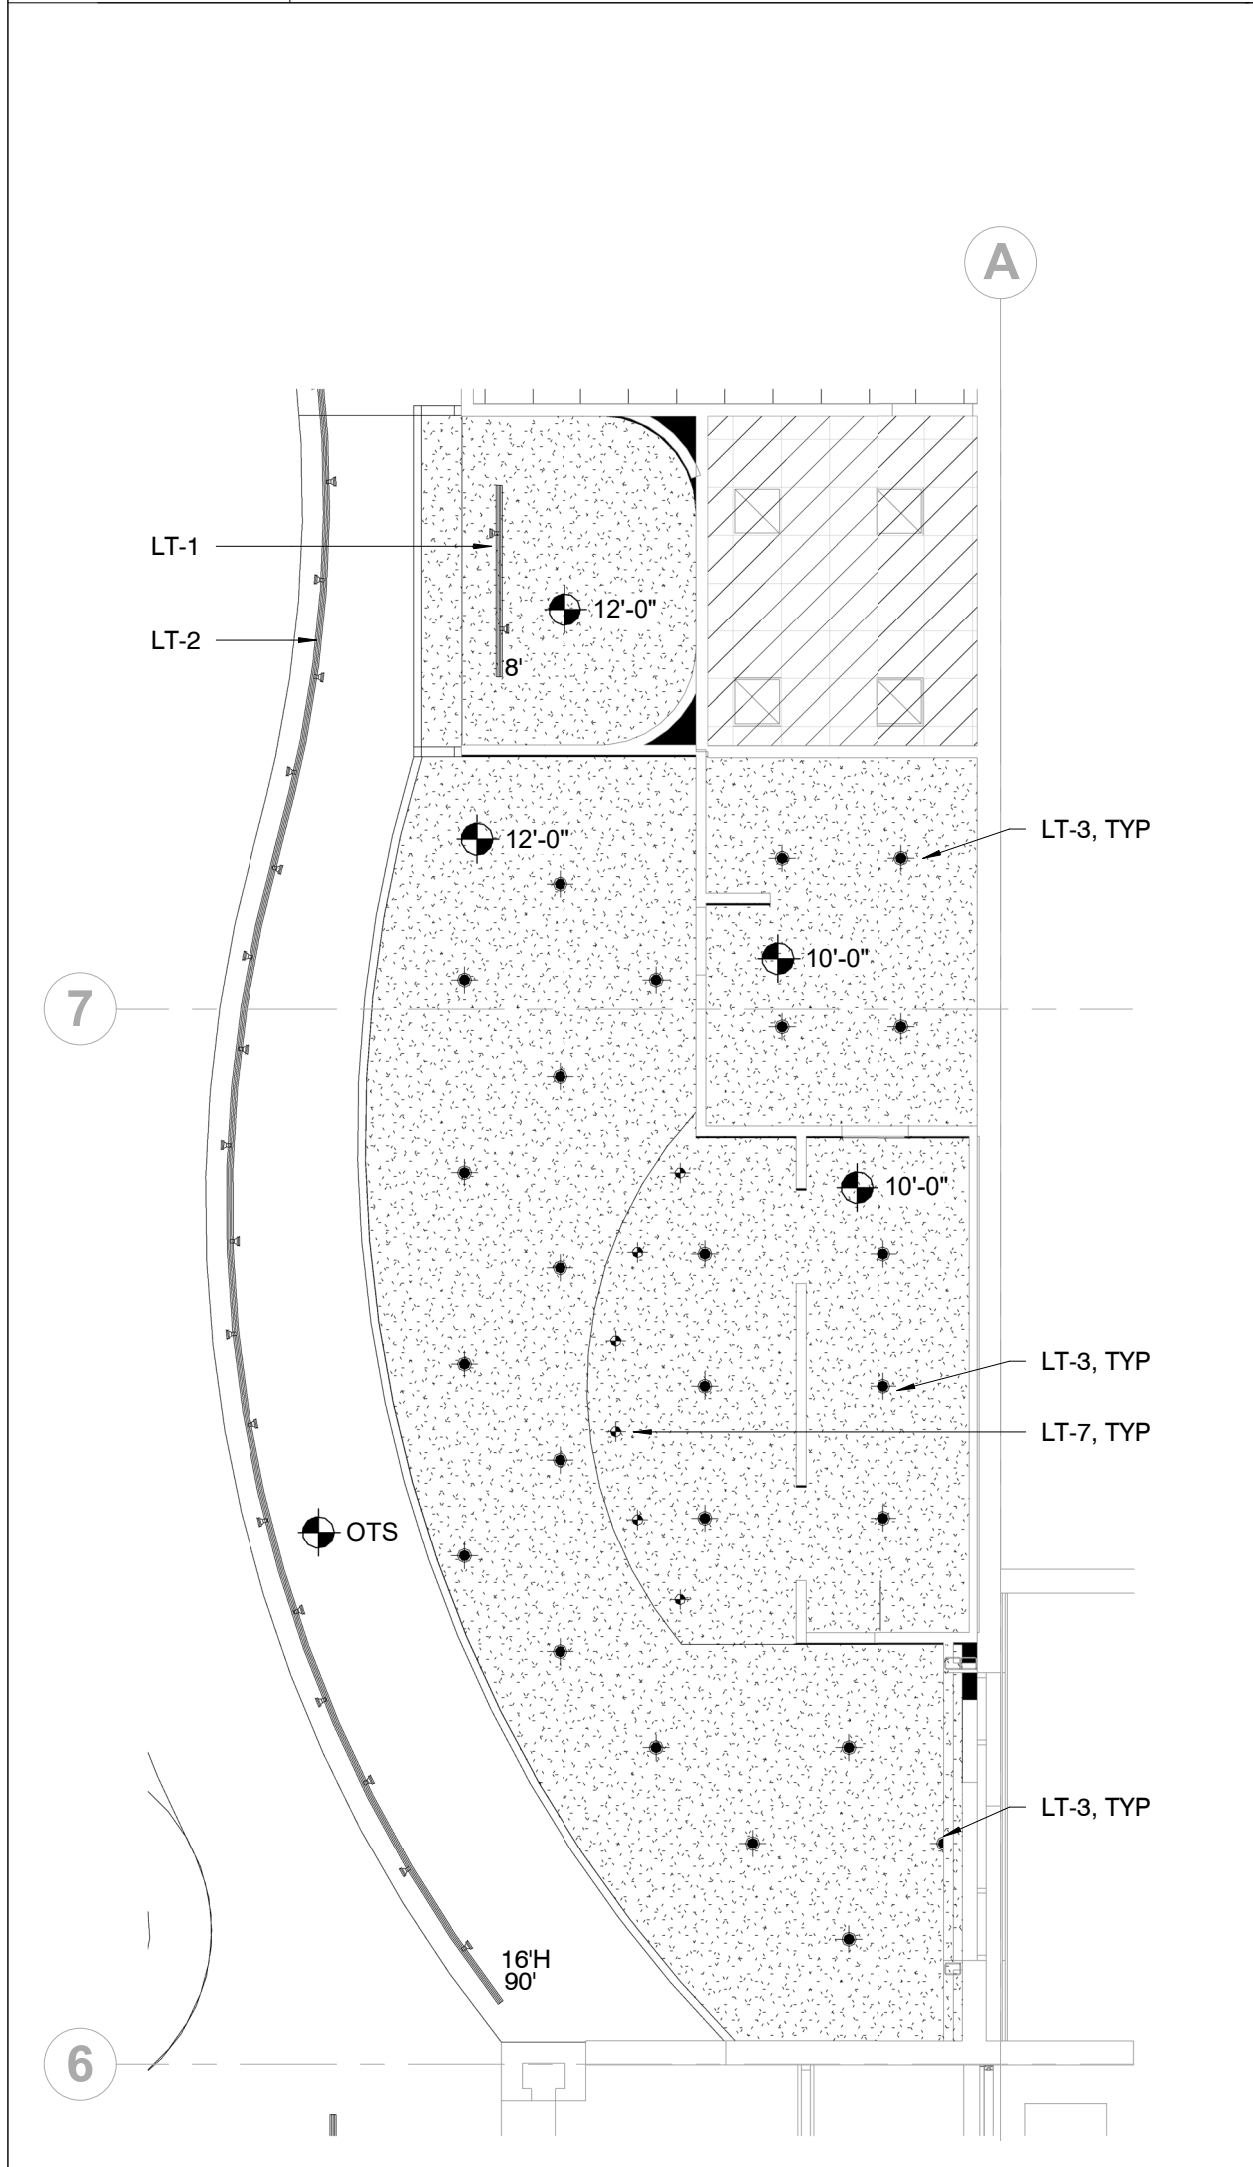 A
LT-1
12'-0"
LT-2
8'
12'-0"
LT-3, TYP
10'-0"
7
10'-0"
LT-3, TYP
LT-7, TYP
OTS
LT-3, TYP
16'H
90'
6